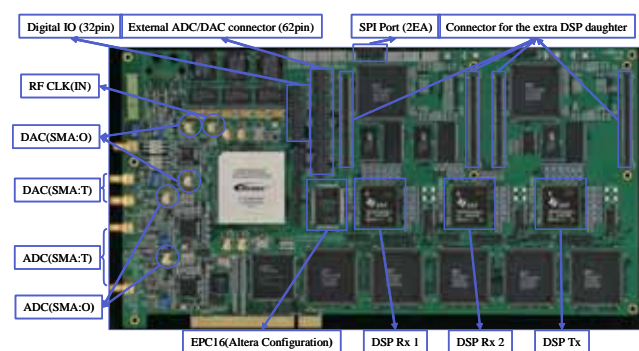 Digital IO (32pin)
External ADC/DAC connector (62pin)
SPI Port (2EA)
Connector for the extra DSP daughter
RF CLK(IN)
DAC(SMA:O)
DAC(SMA:T)
ADC(SMA:T)
ADC(SMA:O)
EPC16(Altera Configuration)
DSP Rx 1
DSP Rx 2
DSP Tx